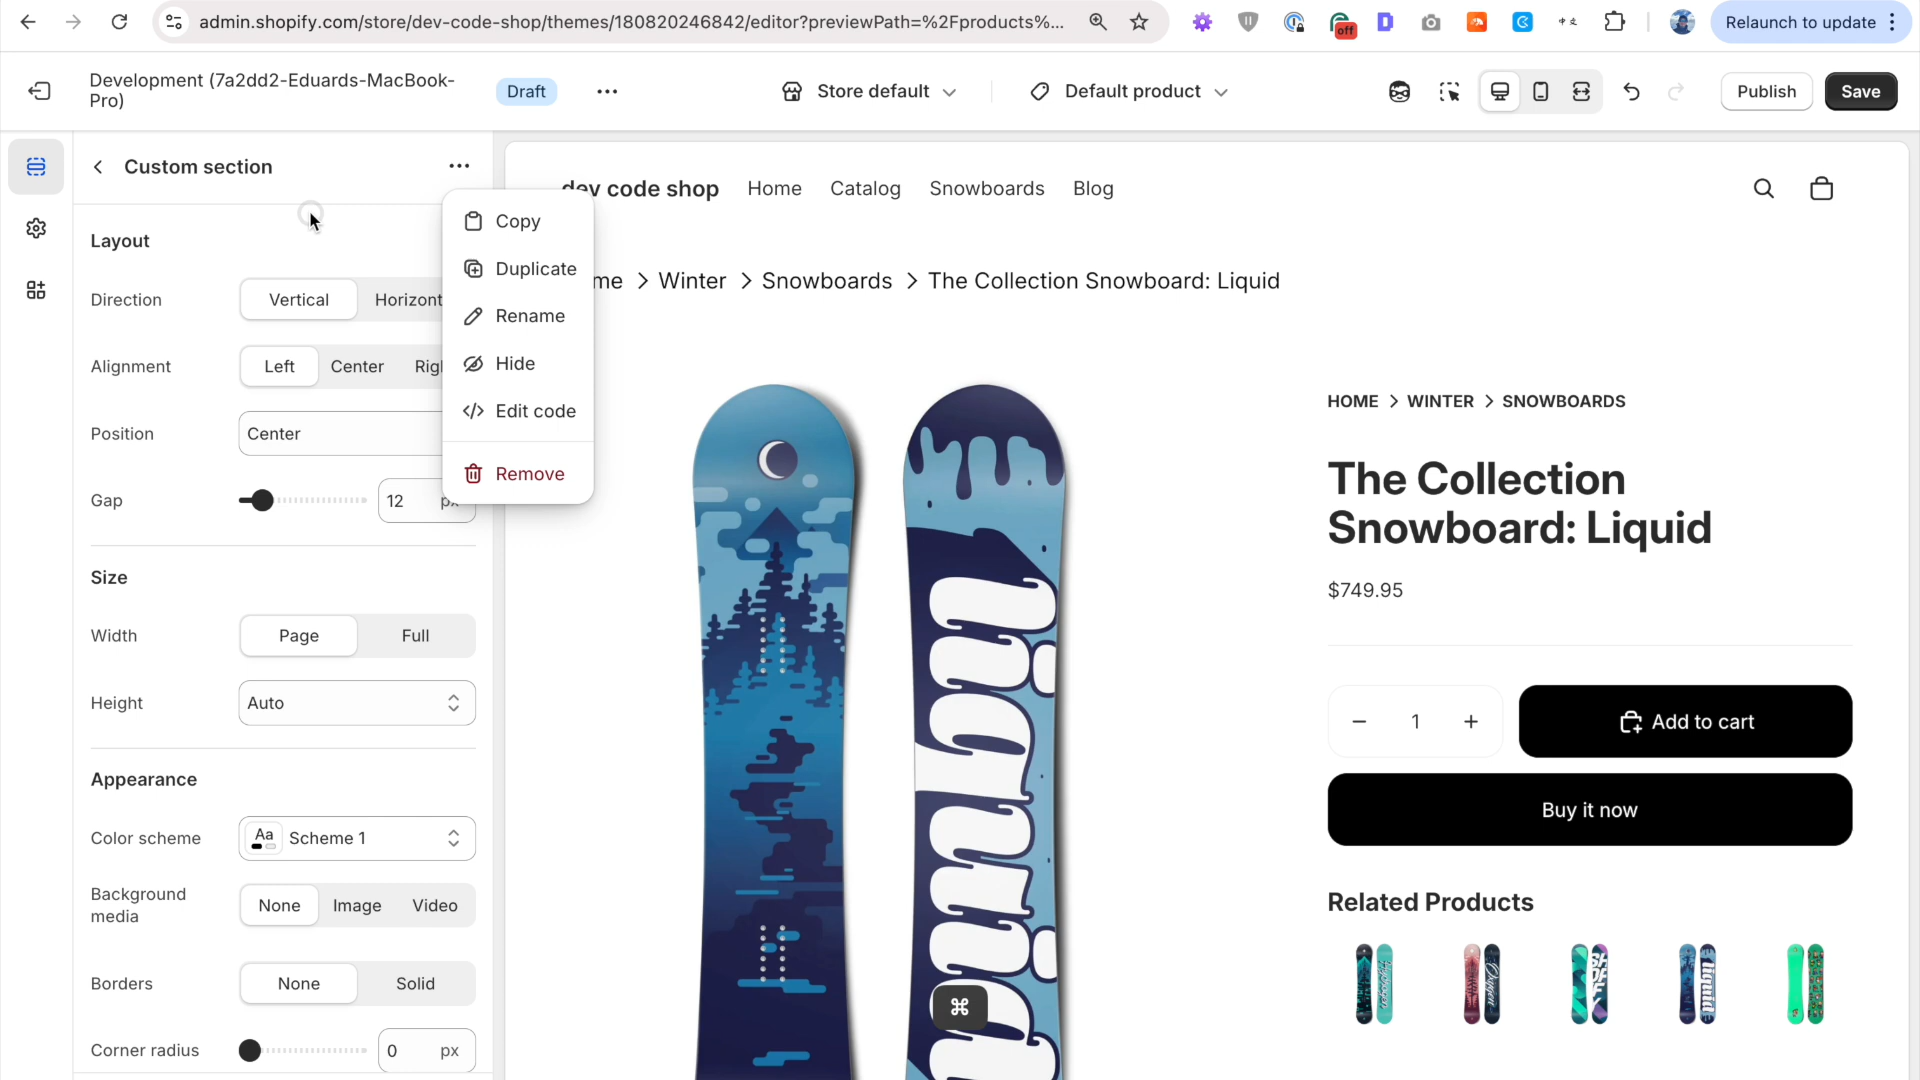 admin.shopify.com/store/dev-code-shop/themes/180820246842/editor?previewPath=%2Fproducts%...
off
Relaunch to update
Development (7a2dd2-Eduards-MacBook-
Pro)
Draft
Store default
Default product
Publish
Save
Custom section
Layout
Direction
Vertical
Horizont
Alignment
Left
Center
Position
Center
Gap
12
px
Size
Width
Page
Full
Height
Auto
Appearance
Color scheme
Aa
Scheme 1
Background
media
None
Image
Video
Borders
None
Solid
Corner radius
0
px
Copy
Duplicate
Rename
Hide
Edit code
Remove
dev code shop
Home
Catalog
Snowboards
Blog
me > Winter > Snowboards > The Collection Snowboard: Liquid
liquid
⌘
HOME > WINTER > SNOWBOARDS
The Collection
Snowboard: Liquid
$749.95
− 1 +
Add to cart
Buy it now
Related Products
liquid